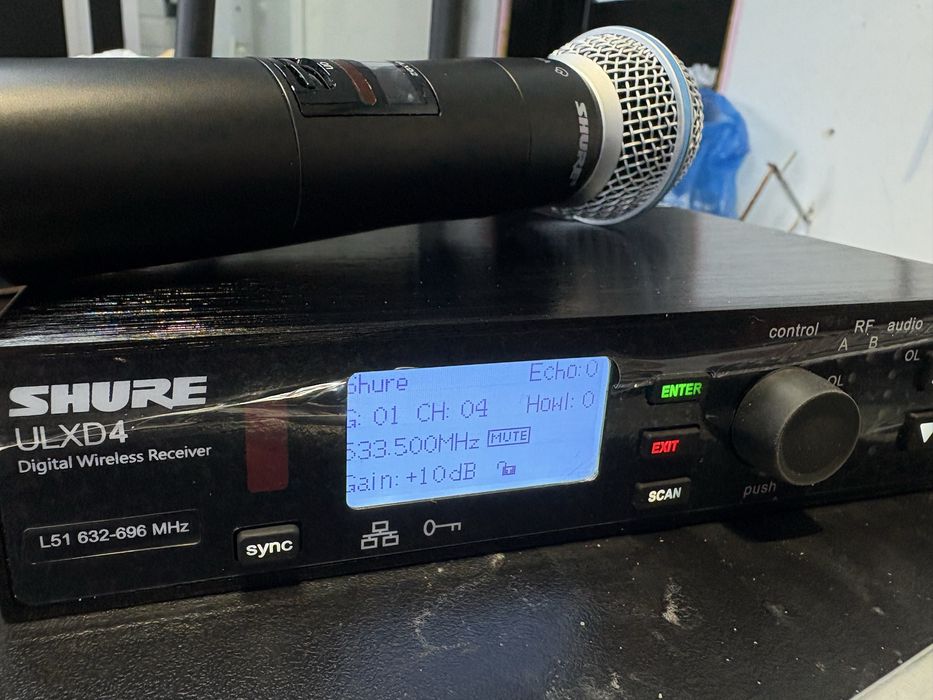 SHURE
control
RF
audio
A
B
OL
OL
SHURE
ULXD4
Digital Wireless Receiver
L51 632-696 MHz
sync
Shure
Echo:0
G: 01 CH: 04
Howl: 0
633.500MHz MUTE
Gain: +10dB
ENTER
EXIT
SCAN
push